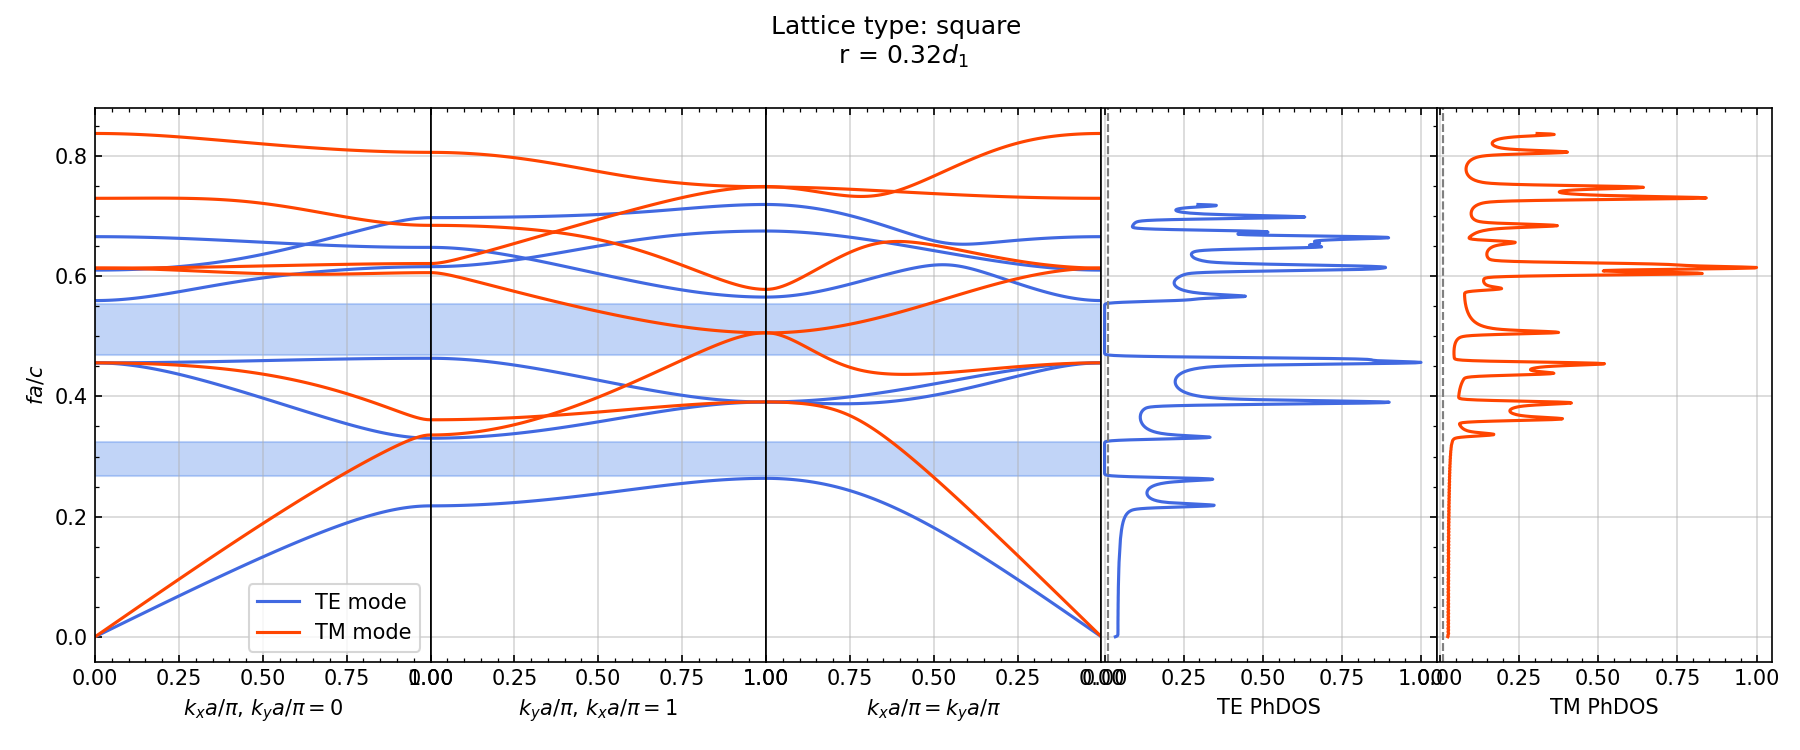 Lattice type: square
r = 0.32d₁
fa/c
0.8
0.6
0.4
0.2
0.0
TE mode
TM mode
0.00 0.25 0.50 0.75 1.00 0.25 0.50 0.75 1.00 0.75 0.50 0.25 0.00 0.25 0.50 0.75 1.00 0.00 0.25 0.50 0.75 1.00
kₓa/π, kᵧa/π = 0
kᵧa/π, kₓa/π = 1
kₓa/π = kᵧa/π
TE PhDOS
TM PhDOS